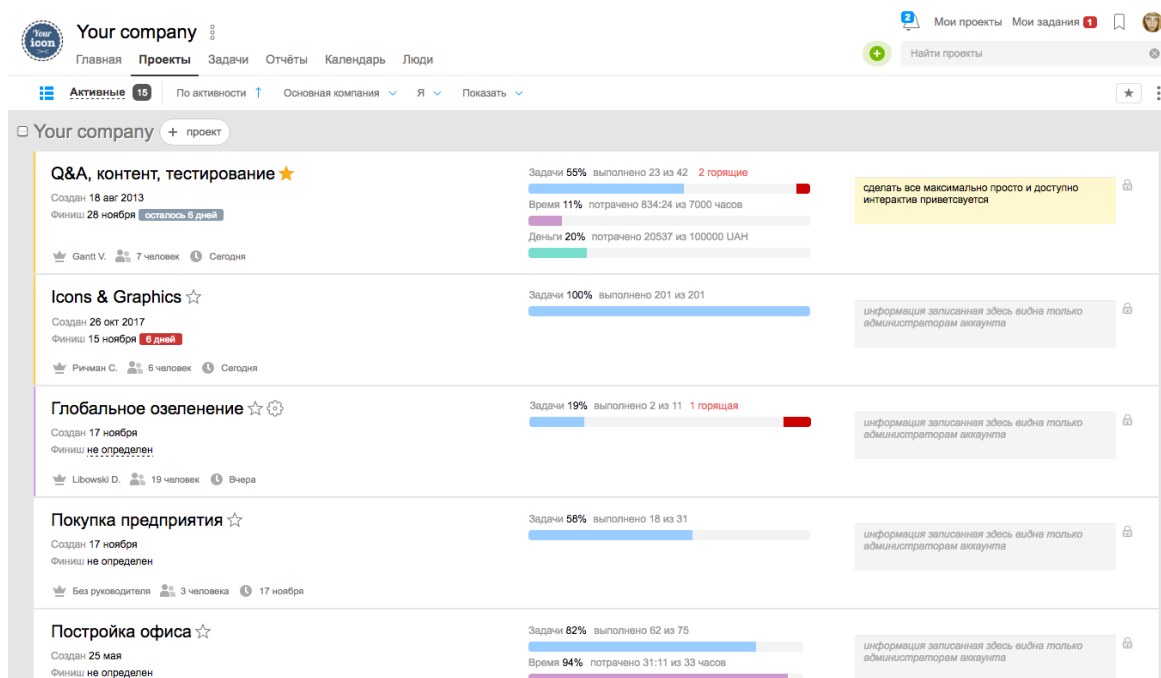 Your icon
Your company
2
Мои проекты Мои задания 1
Главная Проекты Задачи Отчёты Календарь Люди
Найти проекты
Активные 15 По активности ↑ Основная компания Я Показать
Your company + проект
Q&A, контент, тестирование
Создан 18 авг 2013
Финиш 28 ноября осталось 6 дней
Gantt V. 7 человек Сегодня
Задачи 55% выполнено 23 из 42 2 горящие
Время 11% потрачено 834:24 из 7000 часов
Деньги 20% потрачено 20537 из 100000 UAH
сделать все максимально просто и доступно
интерактив приветсвуется
Icons & Graphics
Создан 26 окт 2017
Финиш 15 ноября 6 дней
Ричман С. 6 человек Сегодня
Задачи 100% выполнено 201 из 201
информация записанная здесь видна только
администраторам аккаунта
Глобальное озеленение
Создан 17 ноября
Финиш не определен
Libowski D. 19 человек Вчера
Задачи 19% выполнено 2 из 11 1 горящая
информация записанная здесь видна только
администраторам аккаунта
Покупка предприятия
Создан 17 ноября
Финиш не определен
Без руководителя 3 человека 17 ноября
Задачи 58% выполнено 18 из 31
информация записанная здесь видна только
администраторам аккаунта
Постройка офиса
Создан 25 мая
Финиш не определен
Задачи 82% выполнено 62 из 75
Время 94% потрачено 31:11 из 33 часов
информация записанная здесь видна только
администраторам аккаунта